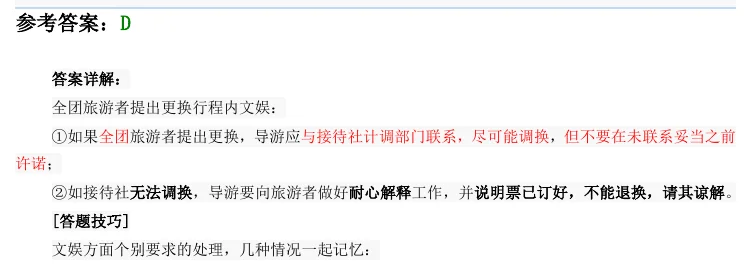 参考答案：D
答案详解：
全团旅游者提出更换行程内文娱：
①如果全团旅游者提出更换，导游应与接待社计调部门联系，尽可能调换，但不要在未联系妥当之前
许诺；
②如接待社无法调换，导游要向旅游者做好耐心解释工作，并说明票已订好，不能退换，请其谅解。
[答题技巧]
文娱方面个别要求的处理，几种情况一起记忆：